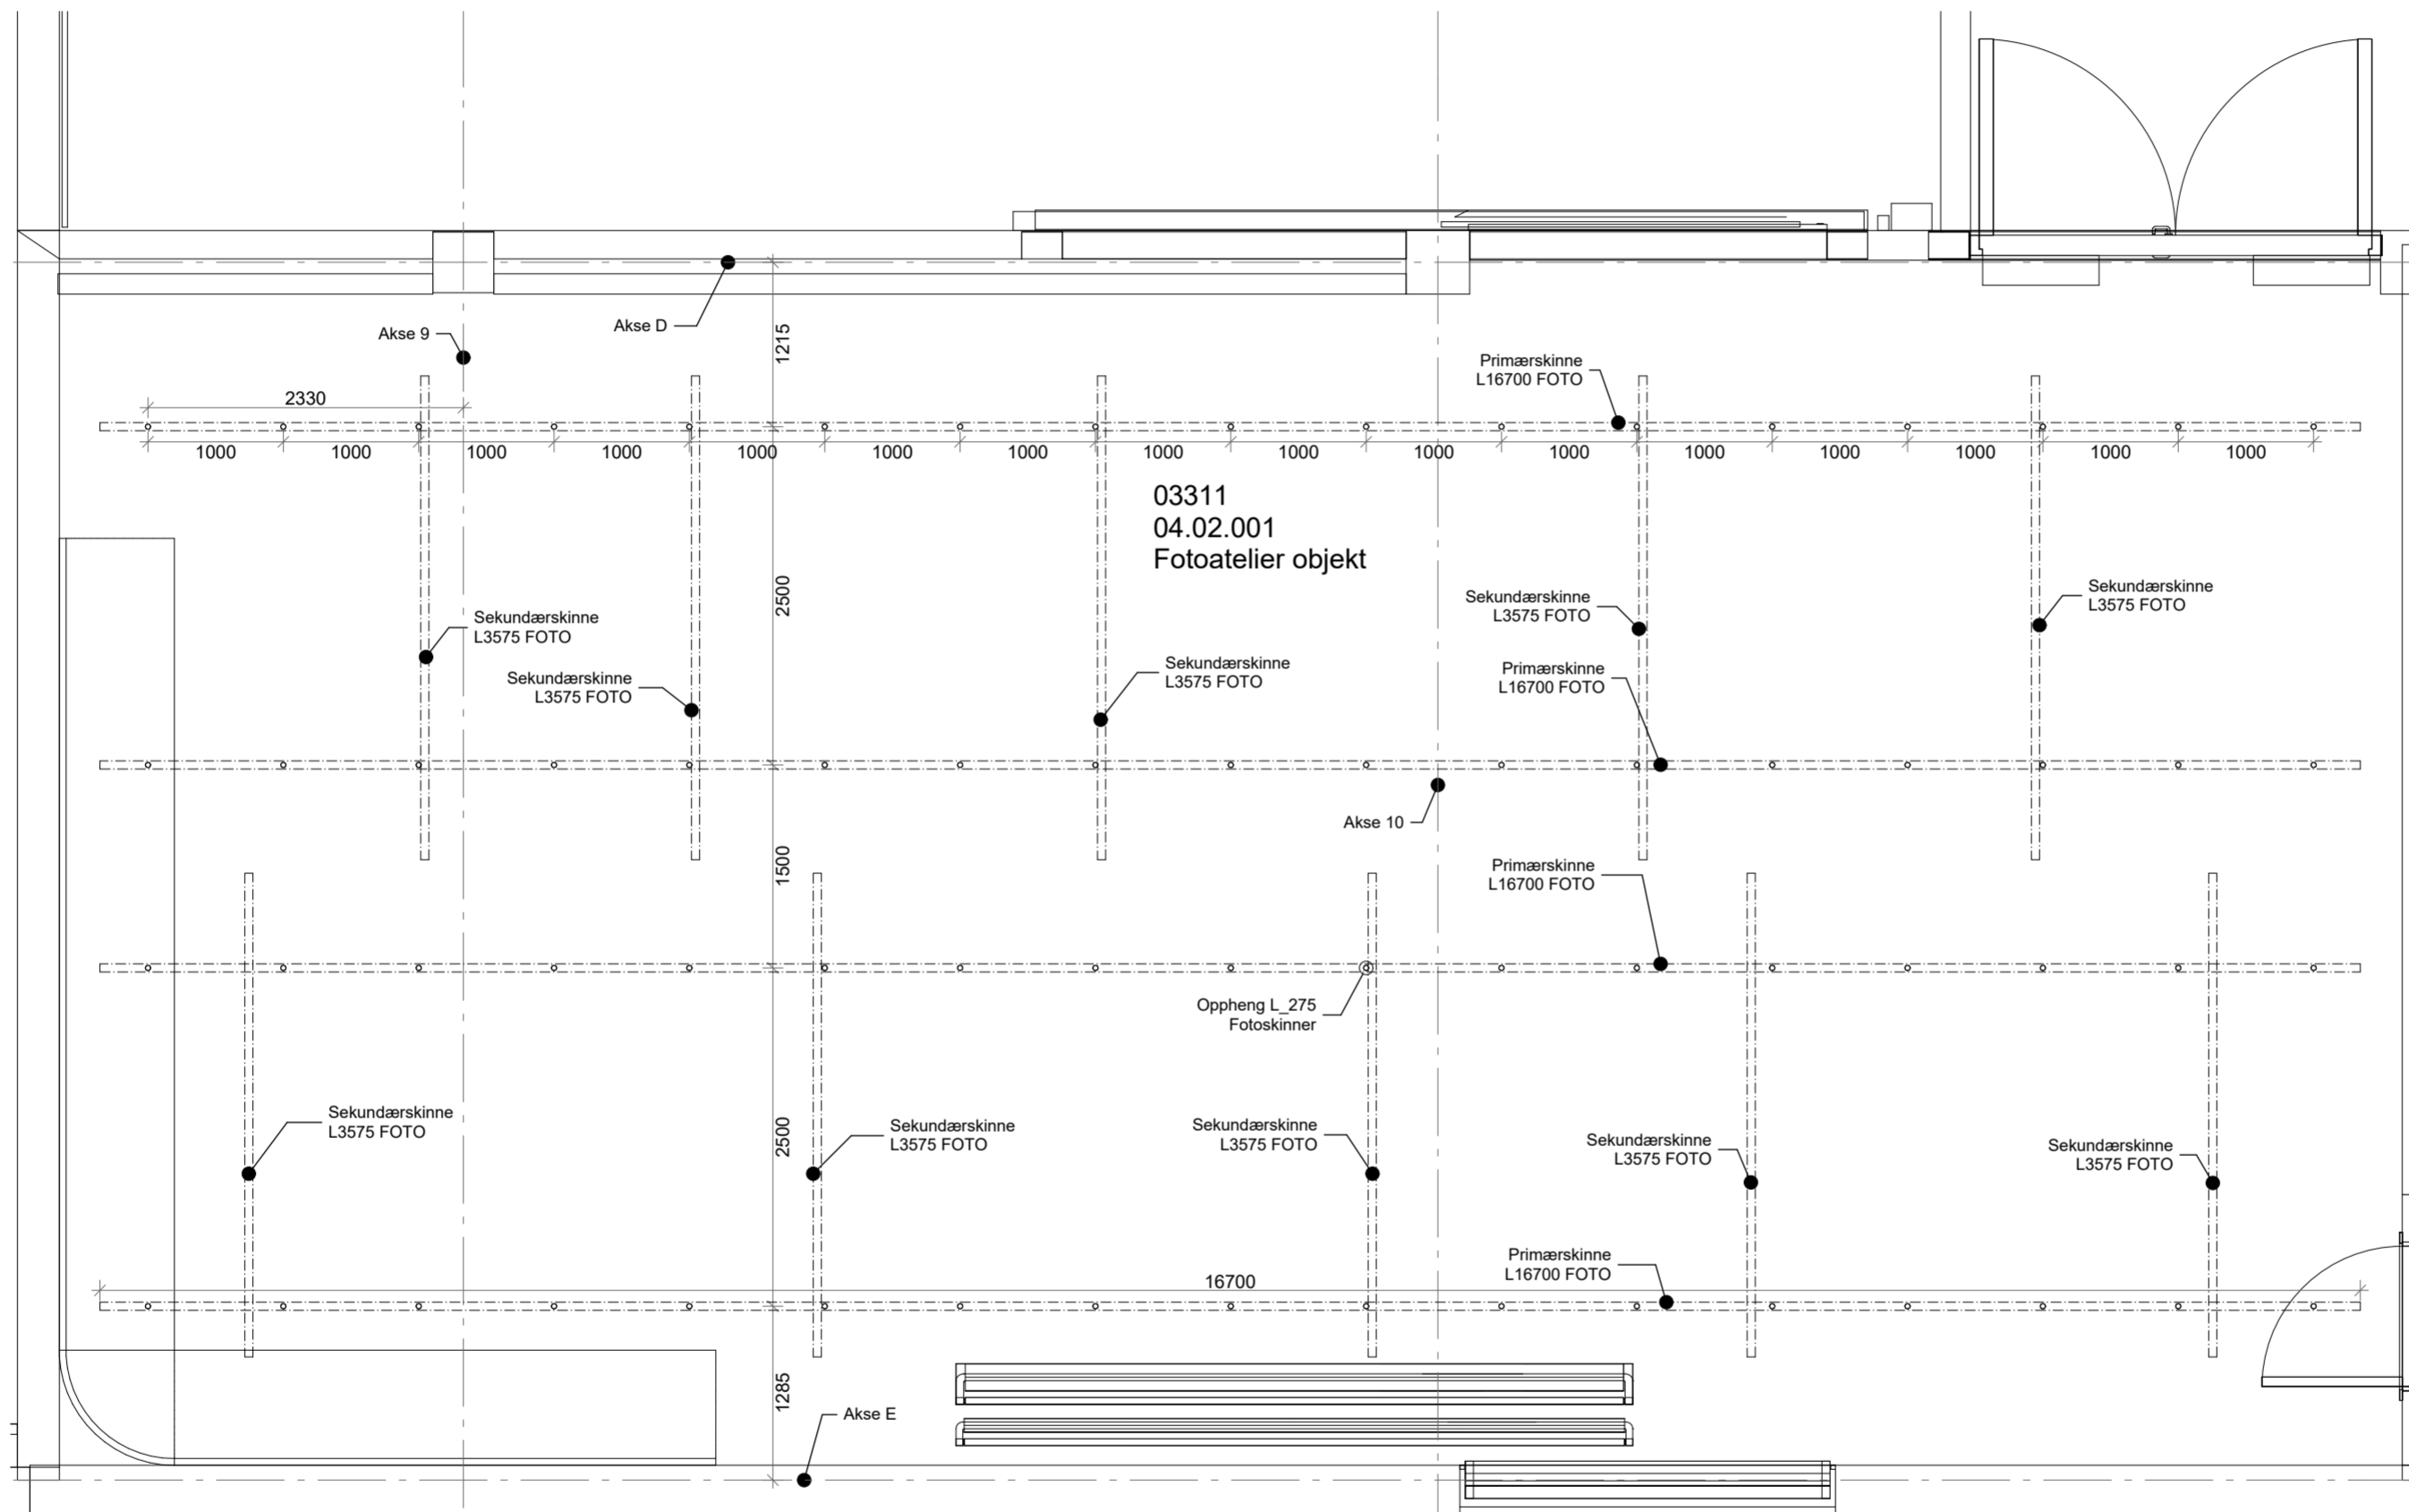 Akse D
Akse 9
1215
Primærskinne
L16700 FOTO
2330
1000 1000 1000 1000 1000 1000 1000 1000 1000 1000 1000 1000 1000 1000 1000 1000
03311
04.02.001
Fotoatelier objekt
2500
Sekundærskinne
L3575 FOTO
Sekundærskinne
L3575 FOTO
Sekundærskinne
L3575 FOTO
Sekundærskinne
L3575 FOTO
Sekundærskinne
L3575 FOTO
Primærskinne
L16700 FOTO
Akse 10
1500
Primærskinne
L16700 FOTO
Oppheng L_275
Fotoskinner
2500
Sekundærskinne
L3575 FOTO
Sekundærskinne
L3575 FOTO
Sekundærskinne
L3575 FOTO
Sekundærskinne
L3575 FOTO
Sekundærskinne
L3575 FOTO
Primærskinne
L16700 FOTO
16700
1285
Akse E